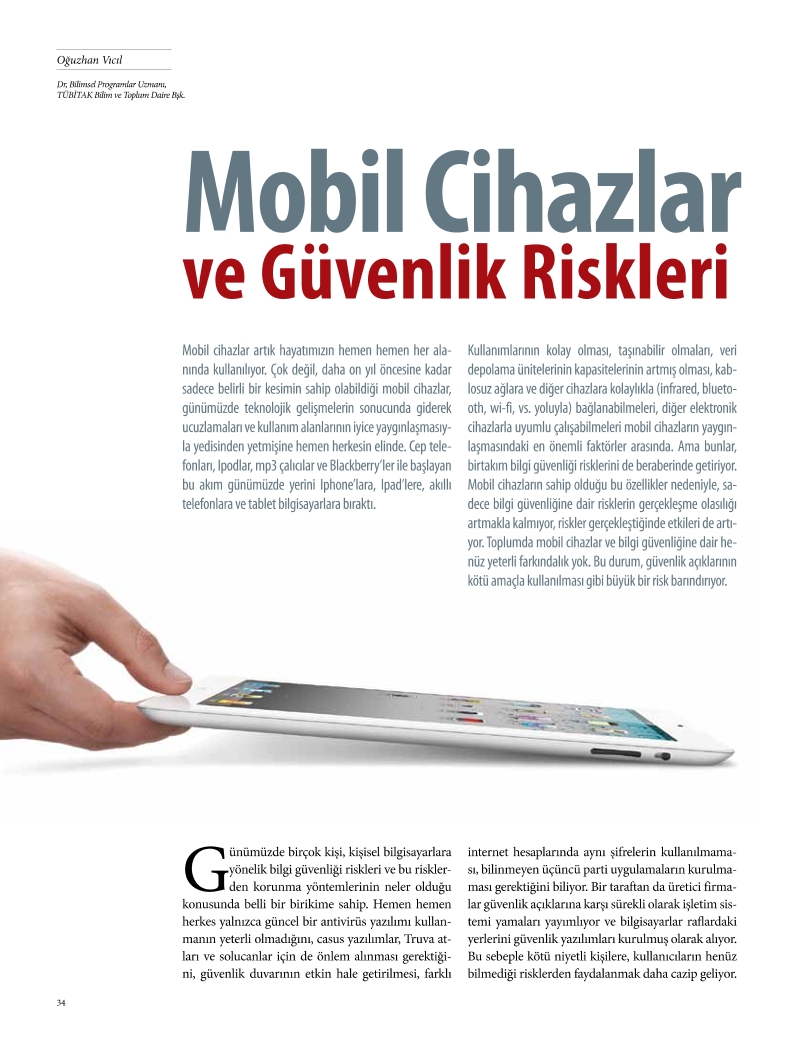 Oğuzhan Vıcıl
Dr, Bilimsel Programlar Uzmanı,
TÜBİTAK Bilim ve Toplum Daire Bşk.
Mobil Cihazlar
ve Güvenlik Riskleri
Mobil cihazlar artık hayatımızın hemen hemen her ala-
nında kullanılıyor. Çok değil, daha on yıl öncesine kadar
sadece belirli bir kesimin sahip olabildiği mobil cihazlar,
günümüzde teknolojik gelişmelerin sonucunda giderek
ucuzlamaları ve kullanım alanlarının iyice yaygınlaşmasıy-
la yedisinden yetmişine hemen herkesin elinde. Cep tele-
fonları, Ipodlar, mp3 çalıcılar ve Blackberry’ler ile başlayan
bu akım günümüzde yerini Iphone’lara, Ipad’lere, akıllı
telefonlara ve tablet bilgisayarlara bıraktı.
Kullanımlarının kolay olması, taşınabilir olmaları, veri
depolama ünitelerinin kapasitelerinin artmış olması, kab-
losuz ağlara ve diğer cihazlara kolaylıkla (infrared, blueto-
oth, wi-fi, vs. yoluyla) bağlanabilmeleri, diğer elektronik
cihazlarla uyumlu çalışabilmeleri mobil cihazların yaygın-
laşmasındaki en önemli faktörler arasında. Ama bunlar,
birtakım bilgi güvenliği risklerini de beraberinde getiriyor.
Mobil cihazların sahip olduğu bu özellikler nedeniyle, sa-
dece bilgi güvenliğine dair risklerin gerçekleşme olasılığı
artmakla kalmıyor, riskler gerçekleştiğinde etkileri de artı-
yor. Toplumda mobil cihazlar ve bilgi güvenliğine dair he-
nüz yeterli farkındalık yok. Bu durum, güvenlik açıklarının
kötü amaçla kullanılması gibi büyük bir risk barındırıyor.
Günümüzde birçok kişi, kişisel bilgisayarlara
yönelik bilgi güvenliği riskleri ve bu riskler-
den korunma yöntemlerinin neler olduğu
konusunda belli bir birikime sahip. Hemen hemen
herkes yalnızca güncel bir antivirüs yazılımı kullan-
manın yeterli olmadığını, casus yazılımlar, Truva at-
ları ve solucanlar için de önlem alınması gerektiği-
ni, güvenlik duvarının etkin hale getirilmesi, farklı
internet hesaplarında aynı şifrelerin kullanılmama-
sı, bilinmeyen üçüncü parti uygulamaların kurulma-
ması gerektiğini biliyor. Bir taraftan da üretici firma-
lar güvenlik açıklarına karşı sürekli olarak işletim sis-
temi yamaları yayımlıyor ve bilgisayarlar raflardaki
yerlerini güvenlik yazılımları kurulmuş olarak alıyor.
Bu sebeple kötü niyetli kişilere, kullanıcıların henüz
bilmediği risklerden faydalanmak daha cazip geliyor.
34